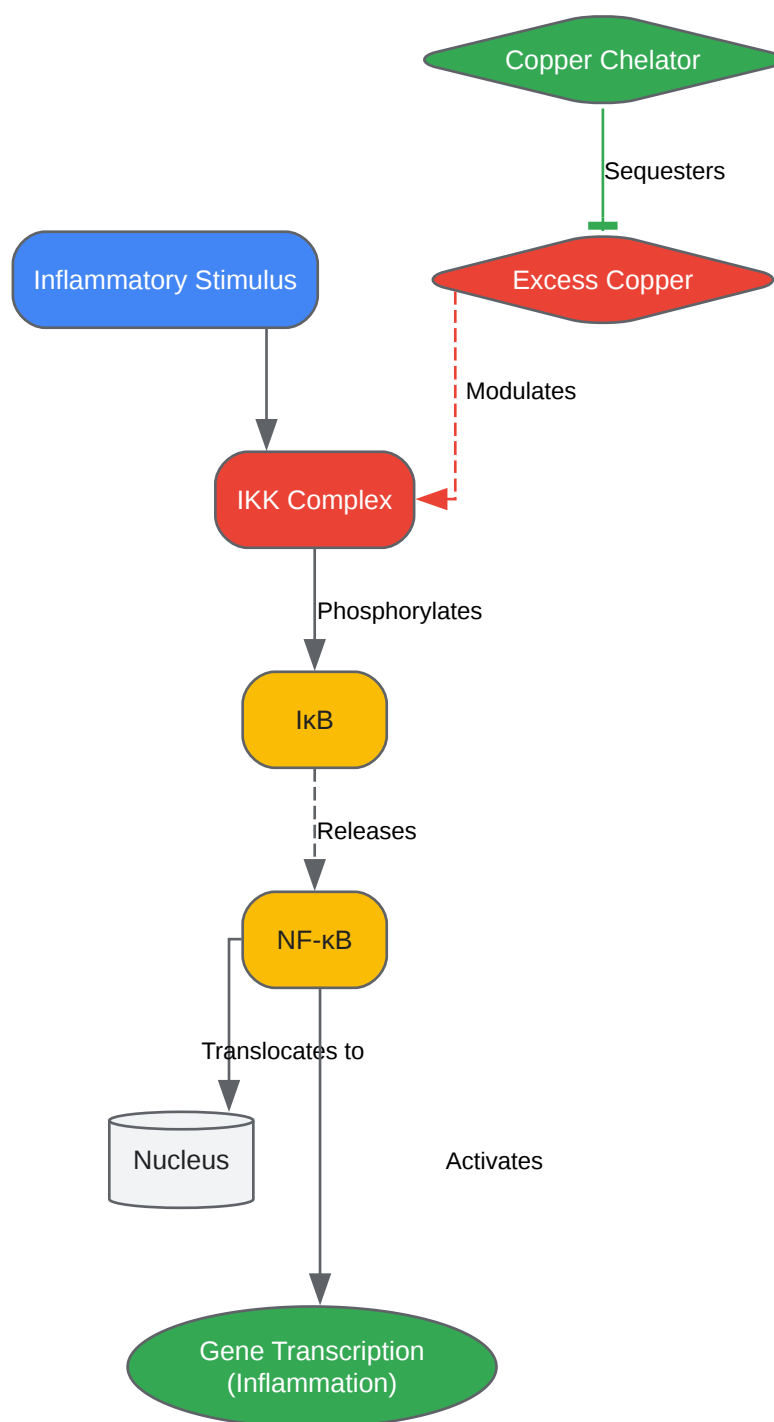 Copper Chelator
Sequesters
Inflammatory Stimulus
Excess Copper
Modulates
IKK Complex
Phosphorylates
IκB
Releases
NF-κB
Translocates to
Nucleus
Activates
Gene Transcription
(Inflammation)